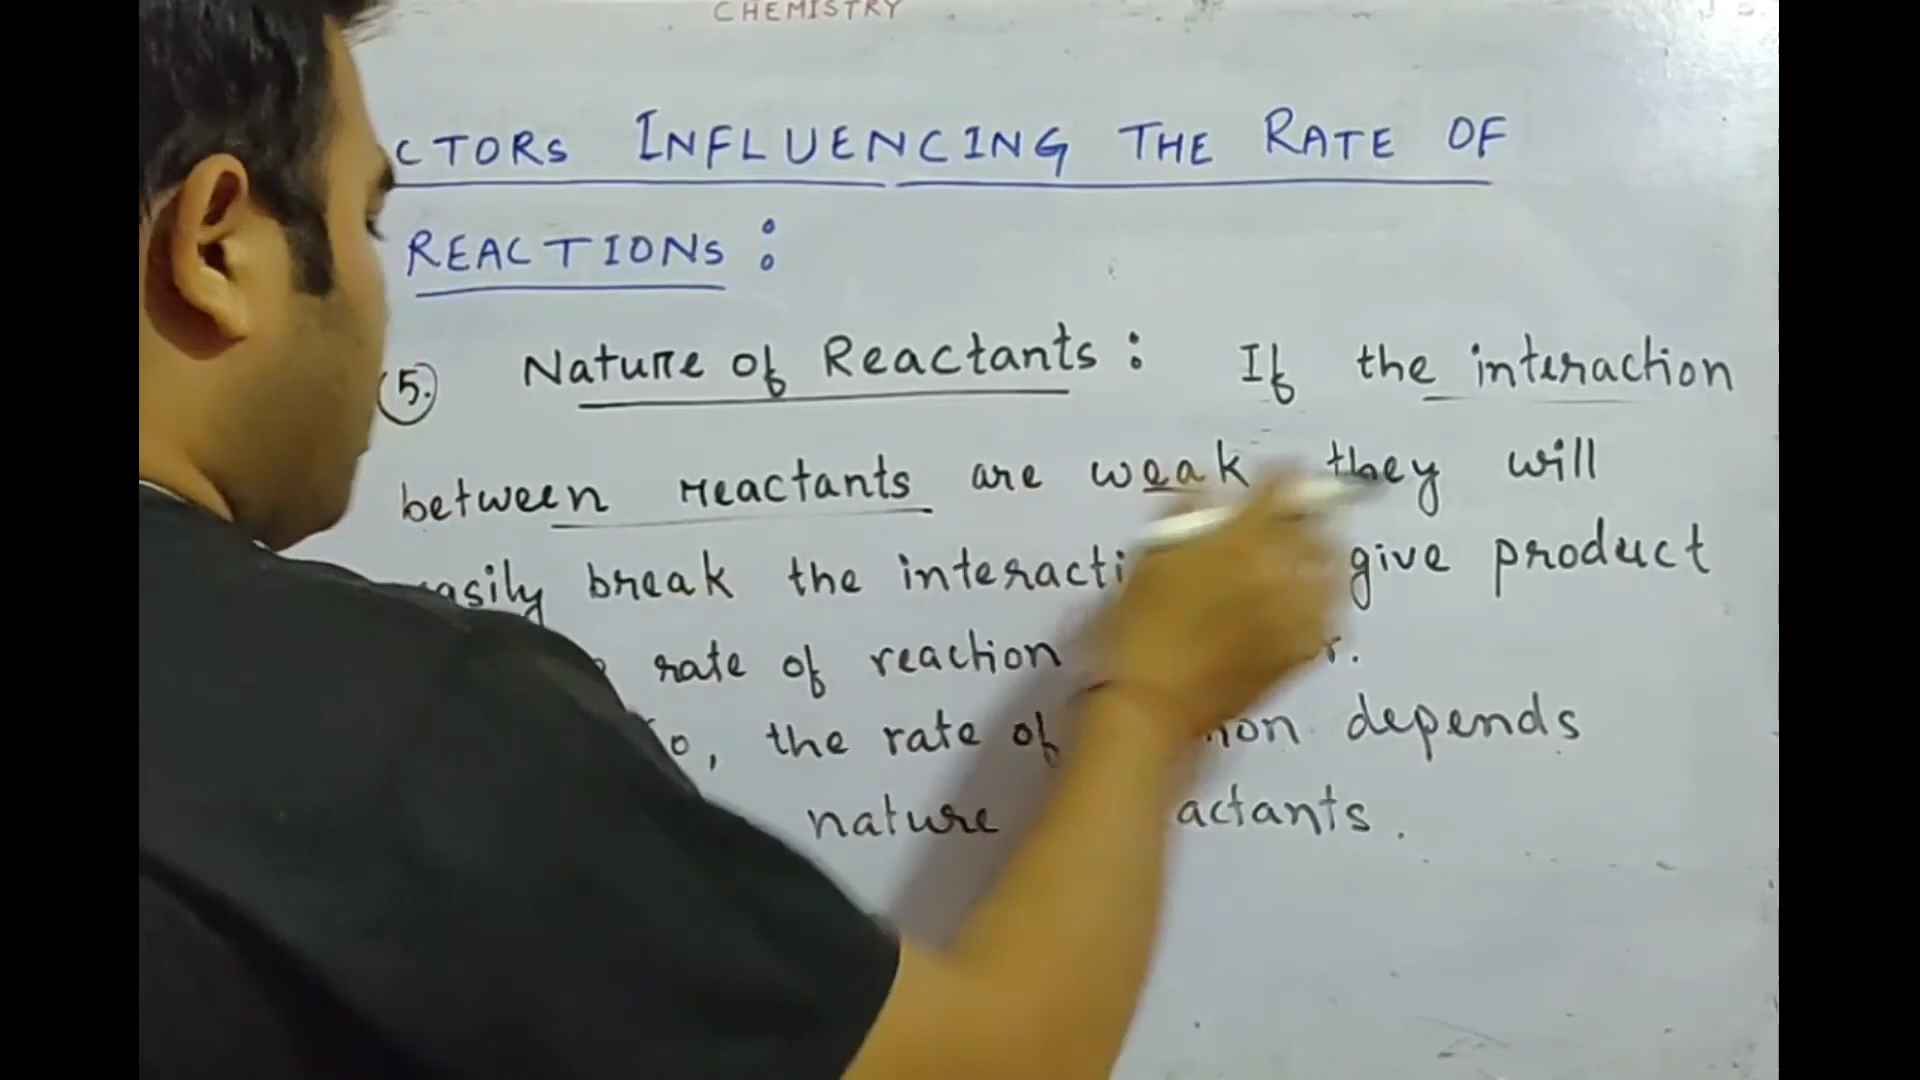 CHEMISTRY
CTORS INFLUENCING THE RATE OF
REACTIONS :
5. Nature of Reactants : If the interaction
between reactants are weak they will
asily break the interacti give product
rate of reaction r.
o, the rate of depends
nature actants.